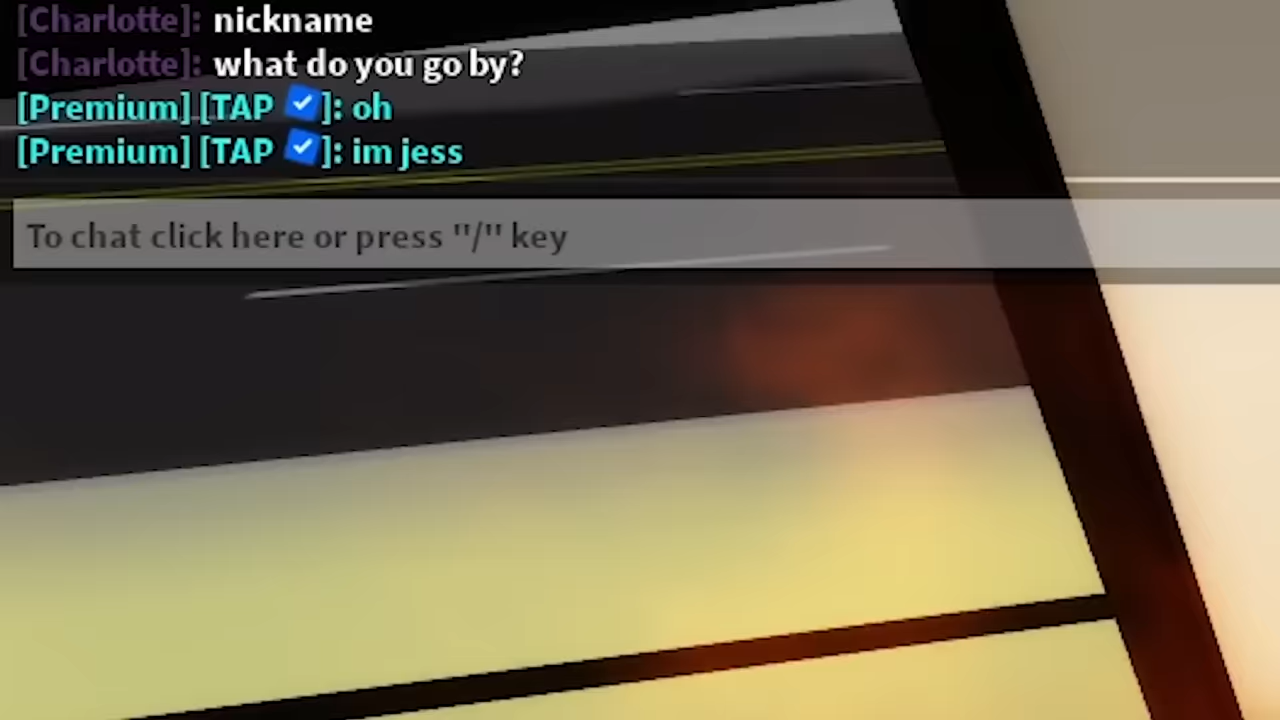 [Charlotte]: nickname
[Charlotte]: what do you go by?
[Premium] [TAP ☑️]: oh
[Premium] [TAP ☑️]: im jess
To chat click here or press "/" key